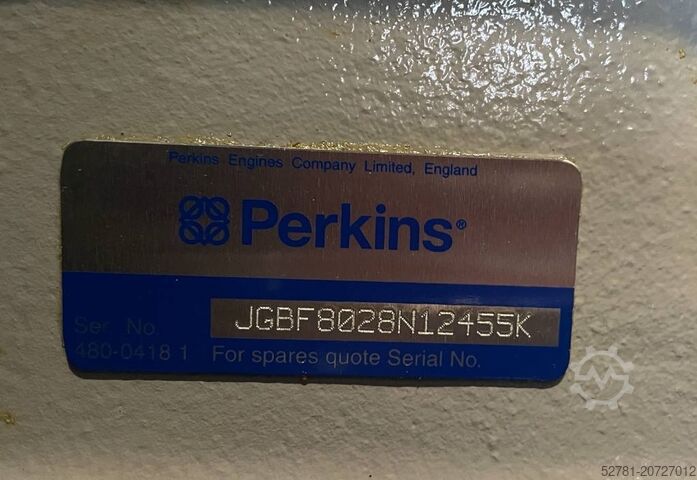 Perkins Engines Company Limited, England
Perkins®
Ser. No. JGBF8028N12455K
480-0418 1 For spares quote Serial No.
52781-20727012